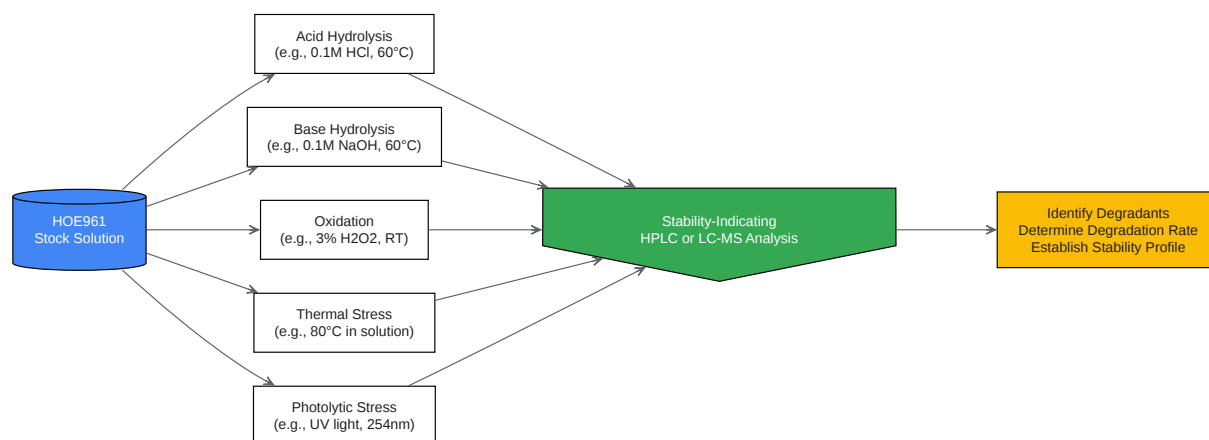 Acid Hydrolysis
(e.g., 0.1M HCl, 60°C)
Base Hydrolysis
(e.g., 0.1M NaOH, 60°C)
HOE961
Stock Solution
Oxidation
(e.g., 3% H2O2, RT)
Stability-Indicating
HPLC or LC-MS Analysis
Identify Degradants
Determine Degradation Rate
Establish Stability Profile
Thermal Stress
(e.g., 80°C in solution)
Photolytic Stress
(e.g., UV light, 254nm)